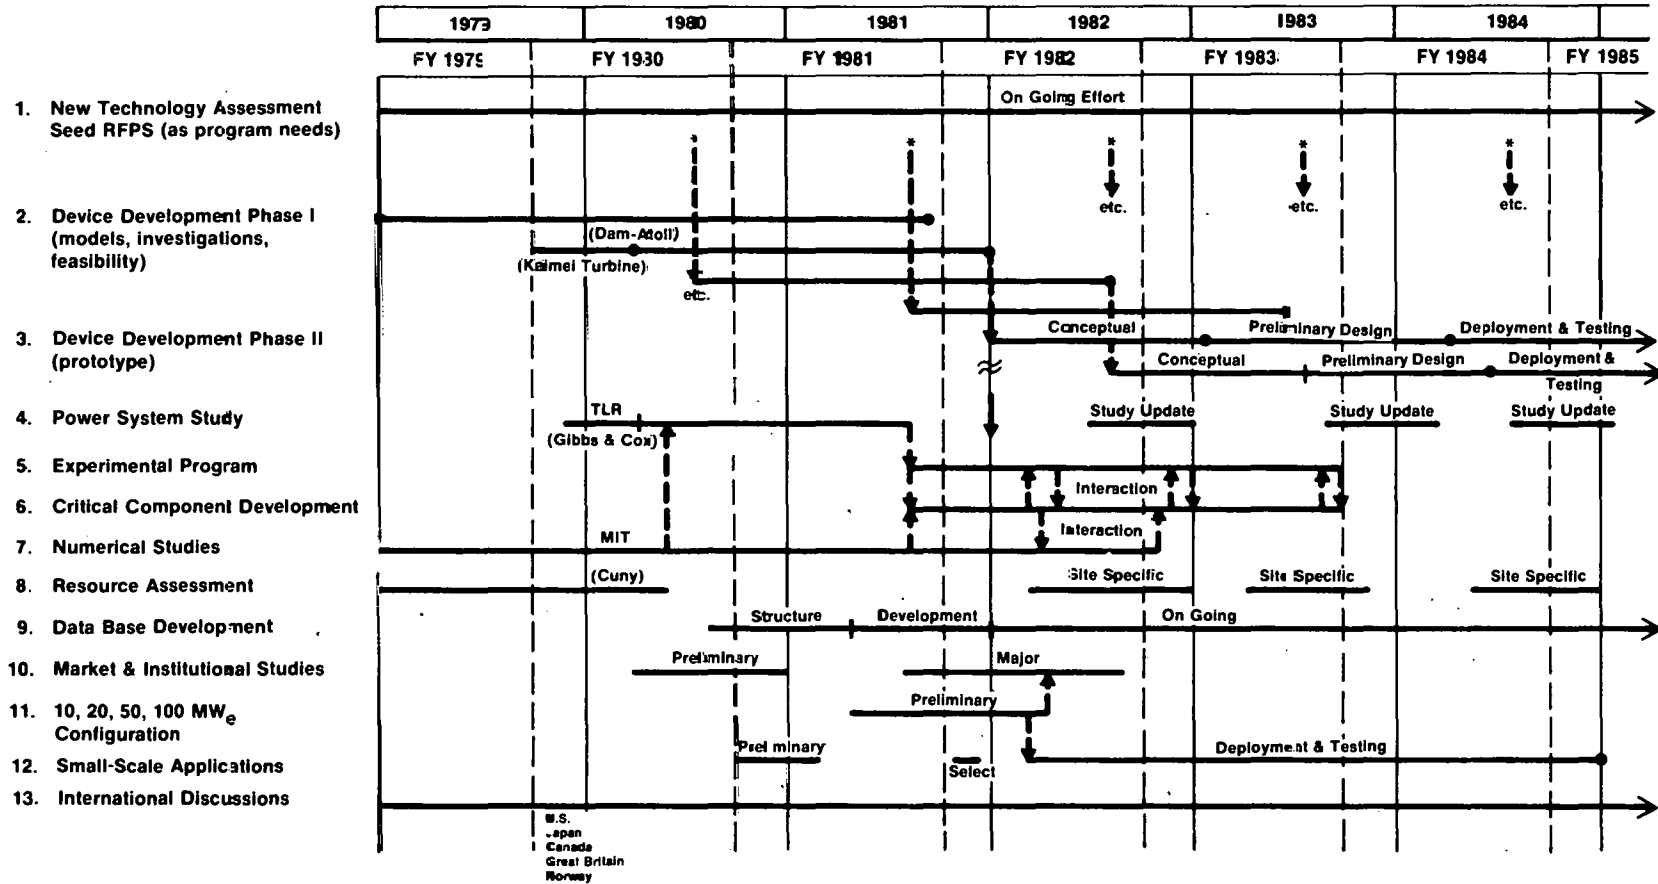 1979 1980 1981 1982 1983 1984
FY 1979 FY 1930 FY 1981 FY 1982 FY 1983 FY 1984 FY 1985
On Going Effort
1. New Technology Assessment
Seed RFPS (as program needs)
* * * * *
etc. etc. etc.
2. Device Development Phase I
(models, investigations,
feasibility)
(Dam-Atoll)
(Kaimei Turbine)
etc.
3. Device Development Phase II
(prototype)
Conceptual Preliminary Design Deployment & Testing
Conceptual Preliminary Design Deployment &
Testing
4. Power System Study
TLR Study Update Study Update Study Update
(Gibbs & Cox)
5. Experimental Program
Interaction
6. Critical Component Development
Interaction
7. Numerical Studies
MIT
8. Resource Assessment
(Cuny) Site Specific Site Specific Site Specific
9. Data Base Development
Structure Development On Going
10. Market & Institutional Studies
Preliminary Major
11. 10, 20, 50, 100 MWe
Configuration
Preliminary
12. Small-Scale Applications
Preliminary Select Deployment & Testing
13. International Discussions
U.S.
Japan
Canada
Great Britain
Norway